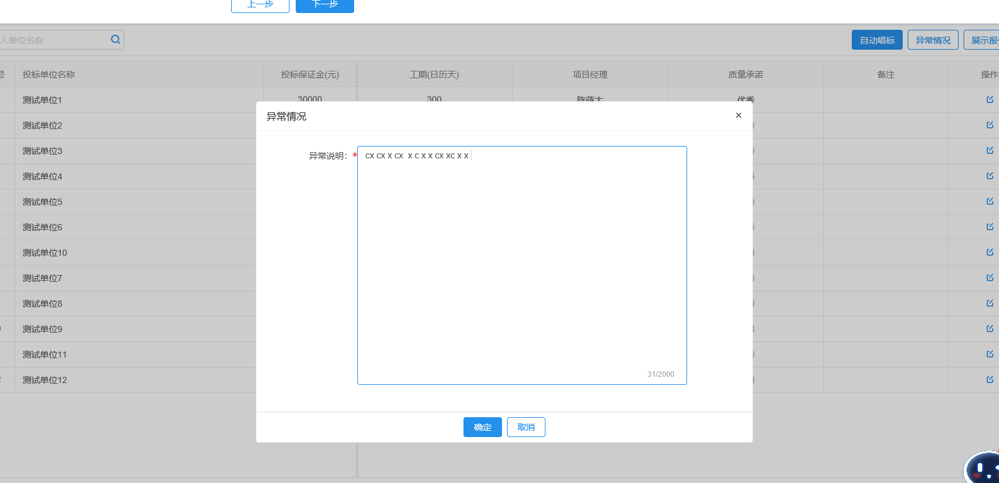 上一步 下一步
入单位名称
自动唱标 异常情况 展示报
号 投标单位名称 投标保证金(元) 工期(日历天) 项目经理 质量承诺 备注 操作
测试单位1 30000 300 陈萨大 优秀
测试单位2
测试单位3
测试单位4
测试单位5
测试单位6
测试单位10
测试单位7
测试单位8
测试单位9
测试单位11
测试单位12
异常情况 ×
异常说明：* cx cx x cx  x c x x cx xc x x
31/2000
确定 取消